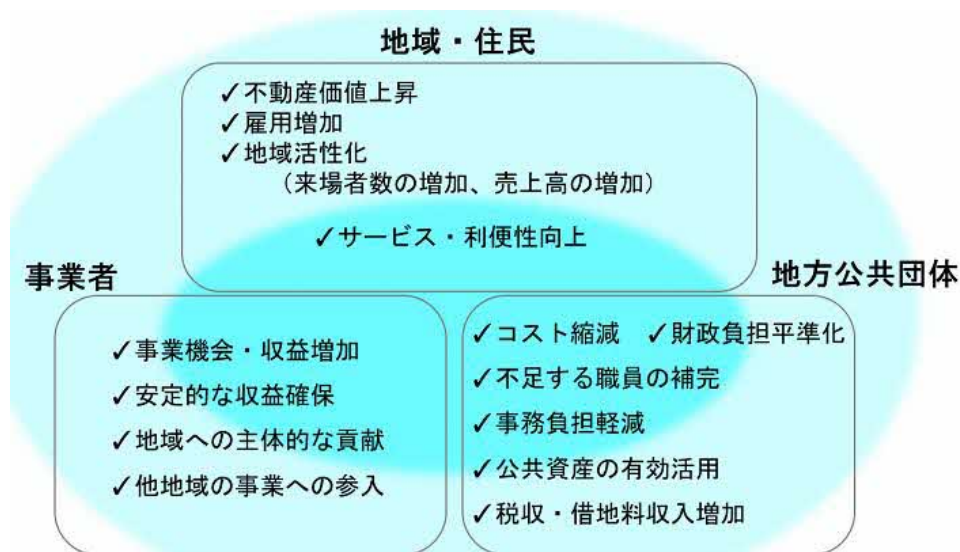 地域・住民
✓不動産価値上昇
✓雇用増加
✓地域活性化
（来場者数の増加、売上高の増加）
✓サービス・利便性向上
事業者
✓事業機会・収益増加
✓安定的な収益確保
✓地域への主体的な貢献
✓他地域の事業への参入
地方公共団体
✓コスト縮減　✓財政負担平準化
✓不足する職員の補完
✓事務負担軽減
✓公共資産の有効活用
✓税収・借地料収入増加